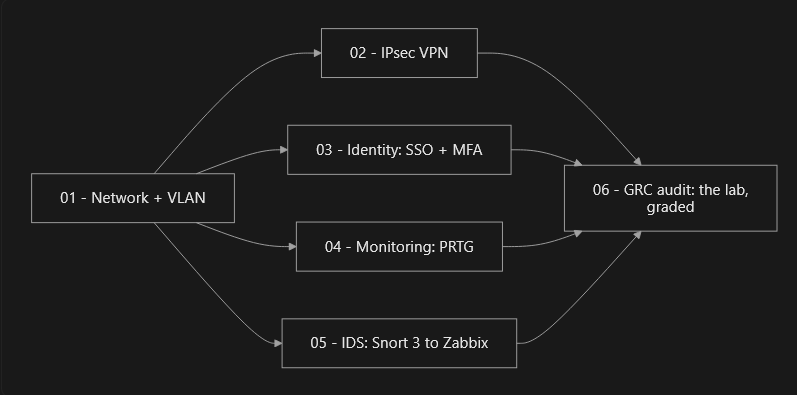 02 - IPsec VPN
03 - Identity: SSO + MFA
01 - Network + VLAN
06 - GRC audit: the lab,
graded
04 - Monitoring: PRTG
05 - IDS: Snort 3 to Zabbix